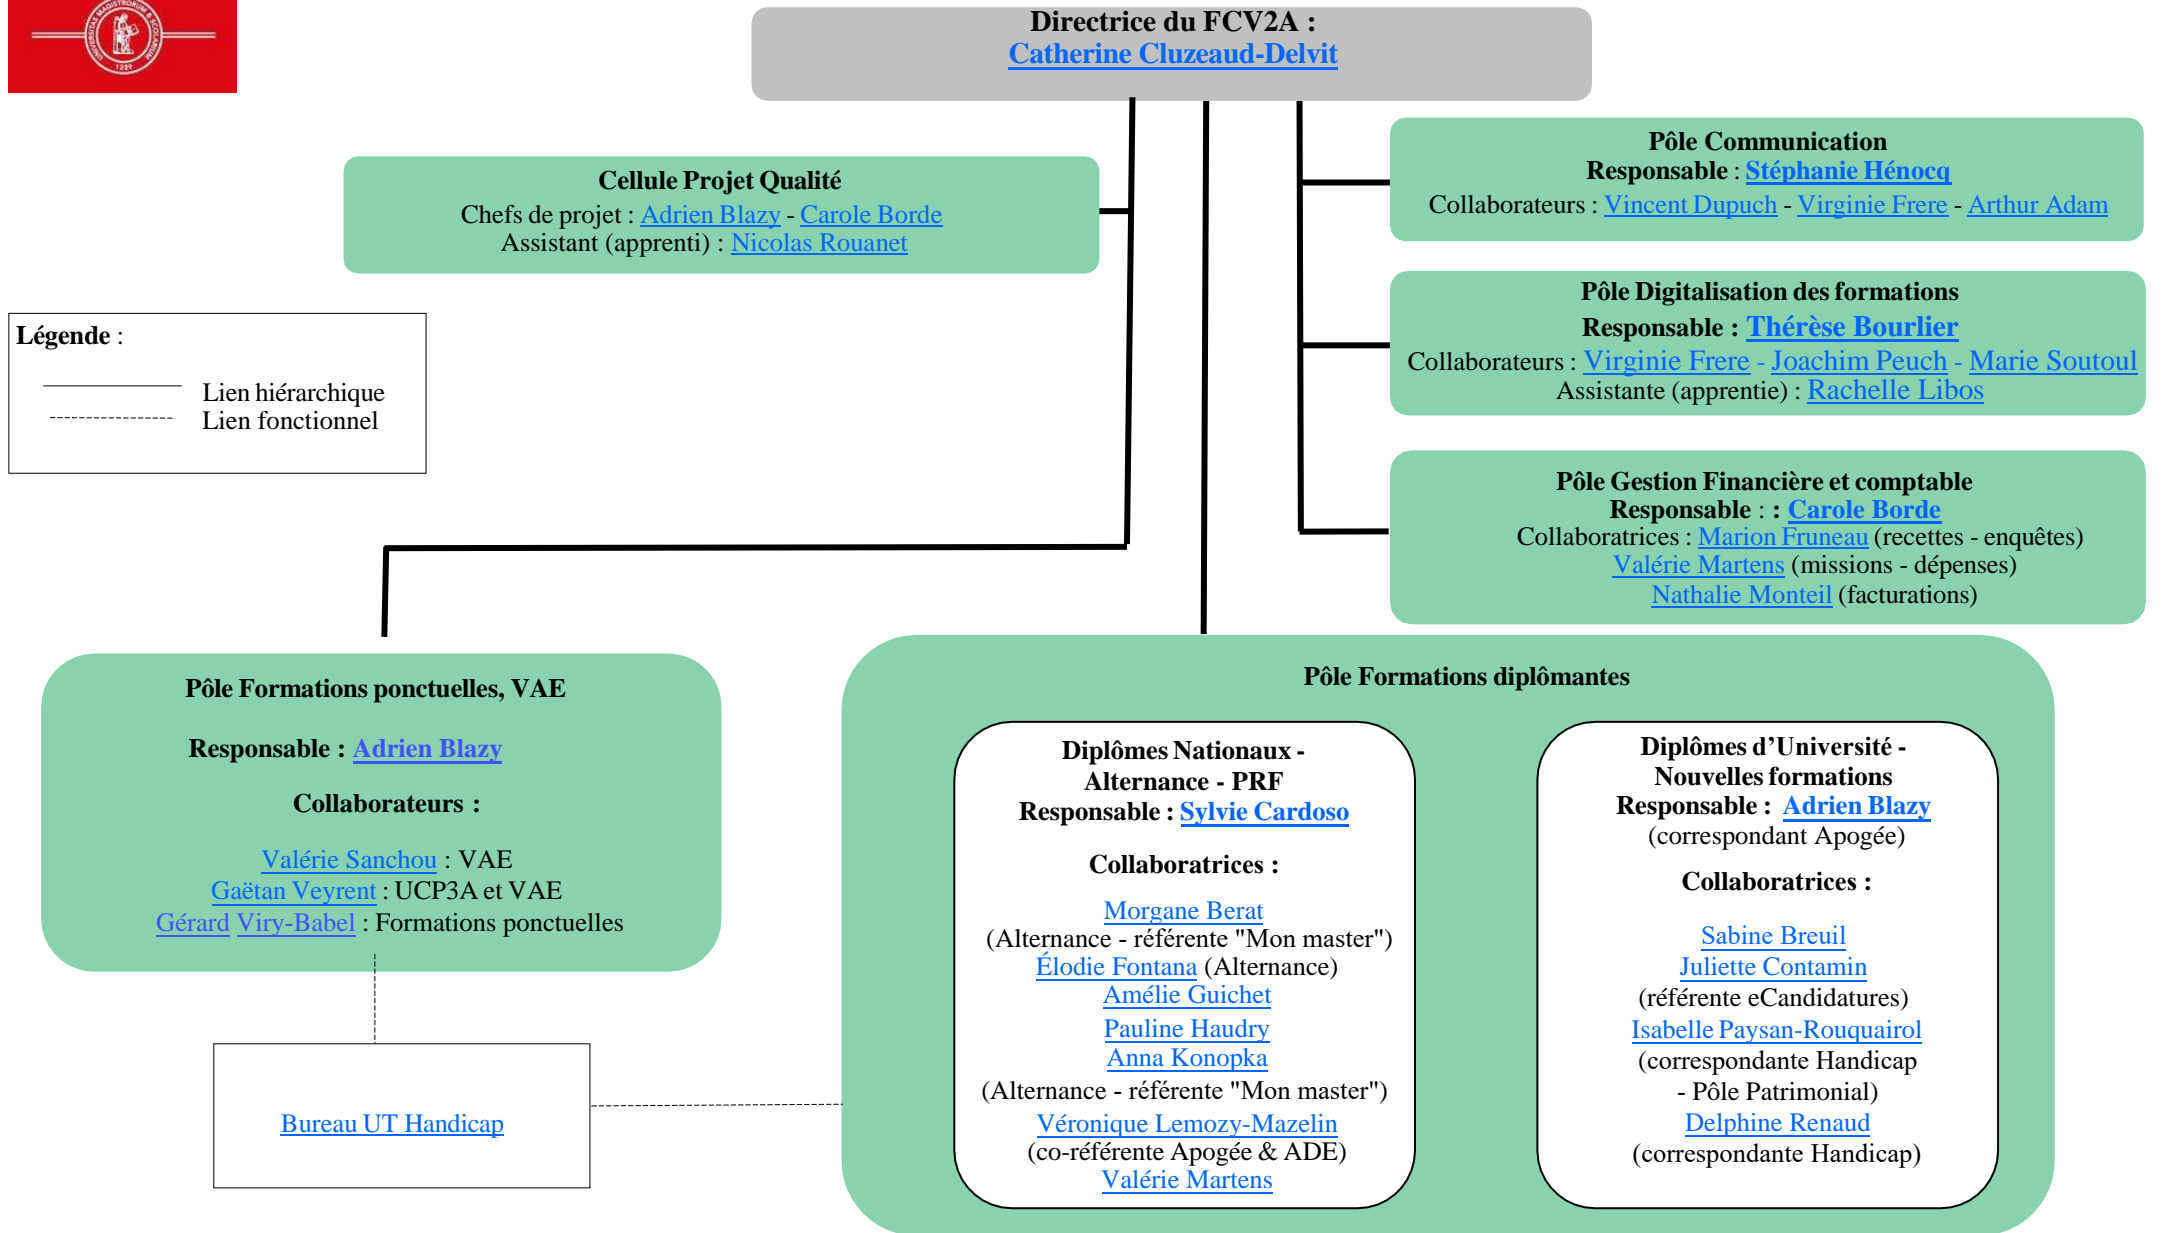 UNIVERSITAS MAGISTRORUM & SCOLARIUM
1229
Directrice du FCV2A :
Catherine Cluzeaud-Delvit
Cellule Projet Qualité
Chefs de projet : Adrien Blazy - Carole Borde
Assistant (apprenti) : Nicolas Rouanet
Pôle Communication
Responsable : Stéphanie Hénocq
Collaborateurs : Vincent Dupuch - Virginie Frere - Arthur Adam
Pôle Digitalisation des formations
Responsable : Thérèse Bourlier
Collaborateurs : Virginie Frere - Joachim Peuch - Marie Soutoul
Assistante (apprentie) : Rachelle Libos
Légende :
Lien hiérarchique
Lien fonctionnel
Pôle Gestion Financière et comptable
Responsable : : Carole Borde
Collaboratrices : Marion Fruneau (recettes - enquêtes)
Valérie Martens (missions - dépenses)
Nathalie Monteil (facturations)
Pôle Formations ponctuelles, VAE
Responsable : Adrien Blazy
Collaborateurs :
Valérie Sanchou : VAE
Gaëtan Veyrent : UCP3A et VAE
Gérard Viry-Babel : Formations ponctuelles
Bureau UT Handicap
Pôle Formations diplômantes
Diplômes Nationaux -
Alternance - PRF
Responsable : Sylvie Cardoso
Collaboratrices :
Morgane Berat
(Alternance - référente "Mon master")
Élodie Fontana (Alternance)
Amélie Guichet
Pauline Haudry
Anna Konopka
(Alternance - référente "Mon master")
Véronique Lemozy-Mazelin
(co-référente Apogée & ADE)
Valérie Martens
Diplômes d’Université -
Nouvelles formations
Responsable : Adrien Blazy
(correspondant Apogée)
Collaboratrices :
Sabine Breuil
Juliette Contamin
(référente eCandidatures)
Isabelle Paysan-Rouquairol
(correspondante Handicap
- Pôle Patrimonial)
Delphine Renaud
(correspondante Handicap)